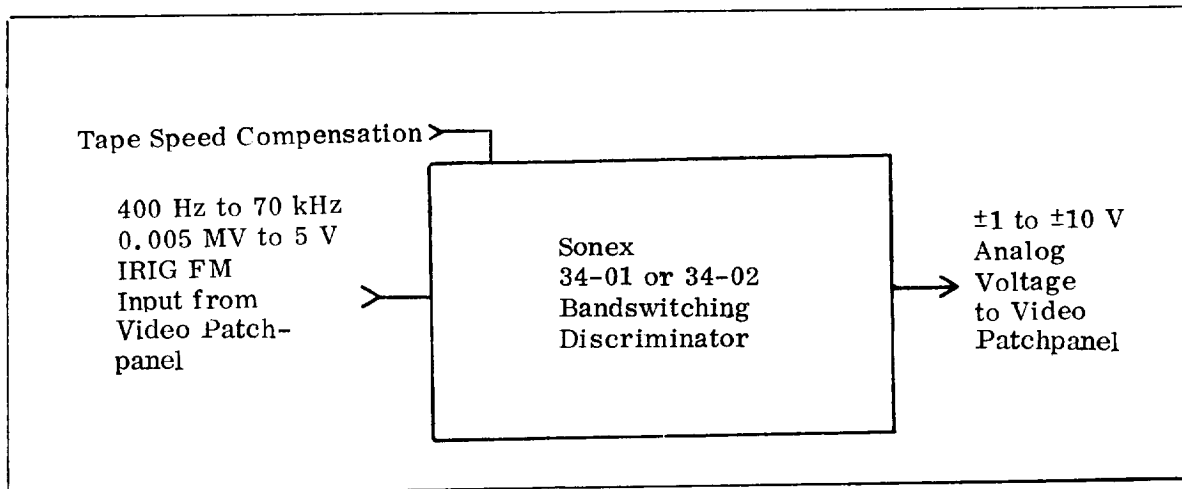 Tape Speed Compensation
400 Hz to 70 kHz
0.005 MV to 5 V
IRIG FM
Input from
Video Patch-
panel
Sonex
34-01 or 34-02
Bandswitching
Discriminator
±1 to ±10 V
Analog
Voltage
to Video
Patchpanel